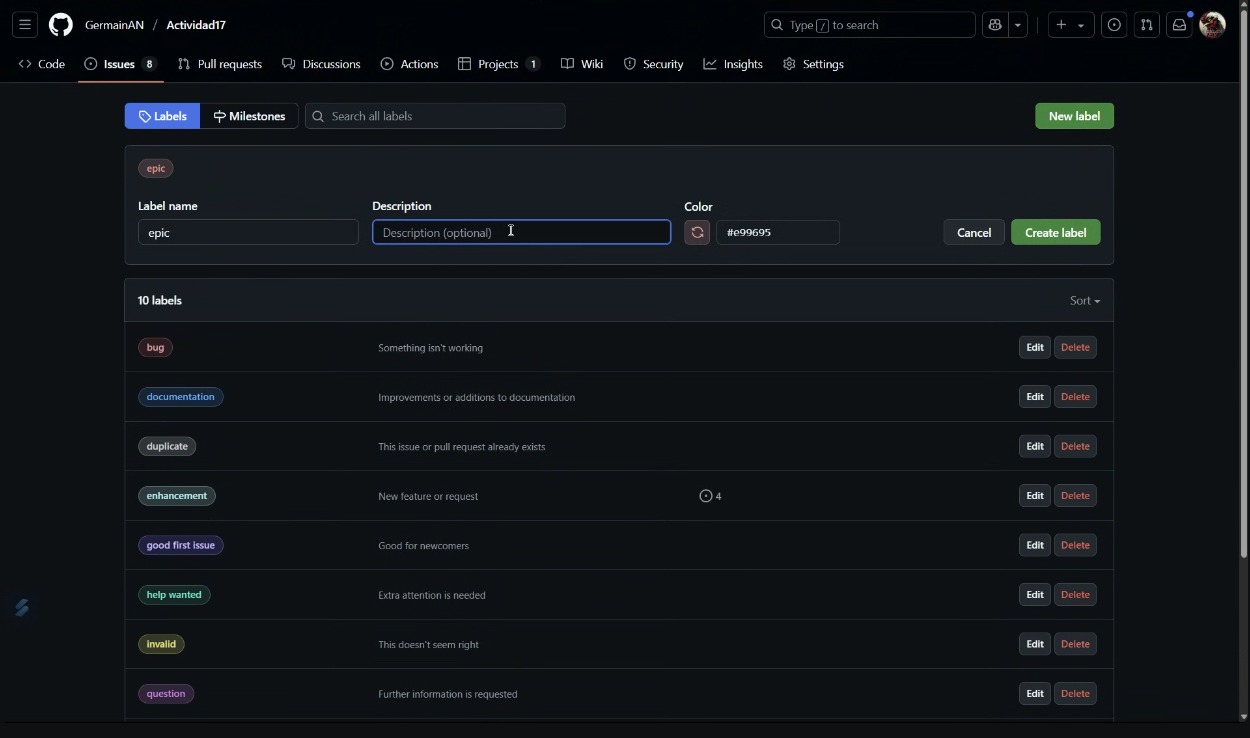 GermainAN / Actividad17
Type / to search
Code
Issues 8
Pull requests
Discussions
Actions
Projects 1
Wiki
Security
Insights
Settings
Labels
Milestones
Search all labels
New label
epic
Label name
Description
Color
epic
Description (optional)
#e99695
Cancel
Create label
10 labels
Sort
bug
Something isn't working
Edit
Delete
documentation
Improvements or additions to documentation
Edit
Delete
duplicate
This issue or pull request already exists
Edit
Delete
enhancement
New feature or request
4
Edit
Delete
good first issue
Good for newcomers
Edit
Delete
help wanted
Extra attention is needed
Edit
Delete
invalid
This doesn't seem right
Edit
Delete
question
Further information is requested
Edit
Delete